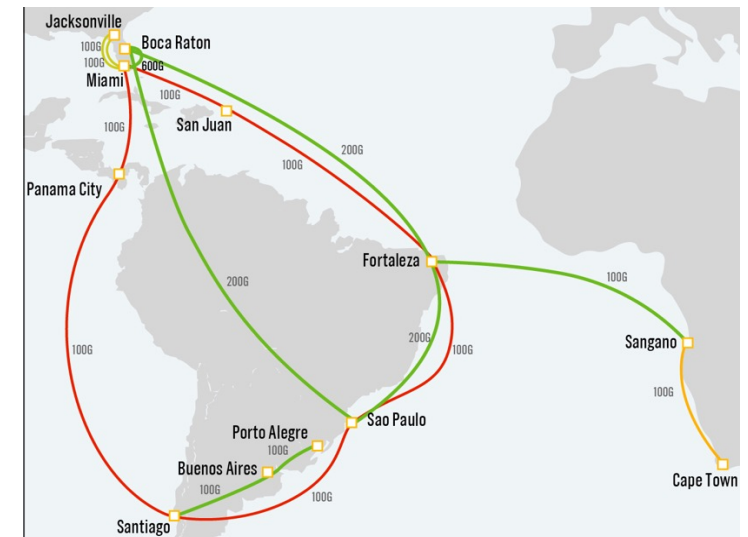 Jacksonville
100G
Boca Raton
100G
600G
Miami
100G
San Juan
100G
200G
100G
Panama City
Fortaleza
100G
200G
200G
100G
Sangano
100G
100G
Sao Paulo
Porto Alegre
100G
Buenos Aires
100G
100G
Cape Town
Santiago